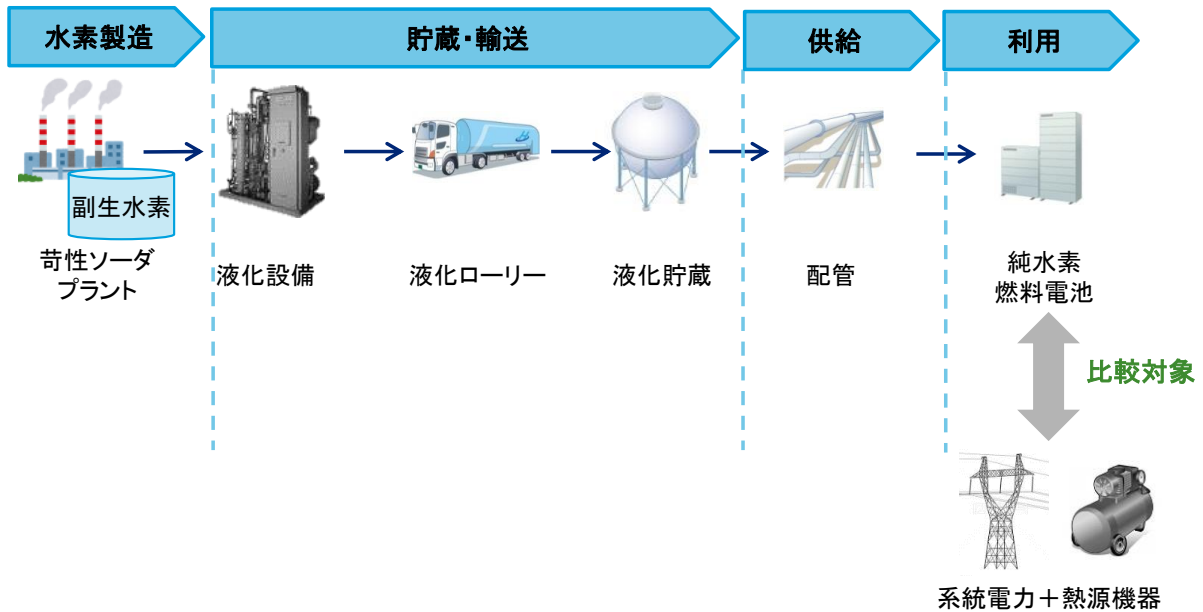 水素製造
貯蔵・輸送
供給
利用
副生水素
苛性ソーダ
プラント
液化設備
液化ローリー
液化貯蔵
配管
純水素
燃料電池
比較対象
系統電力＋熱源機器